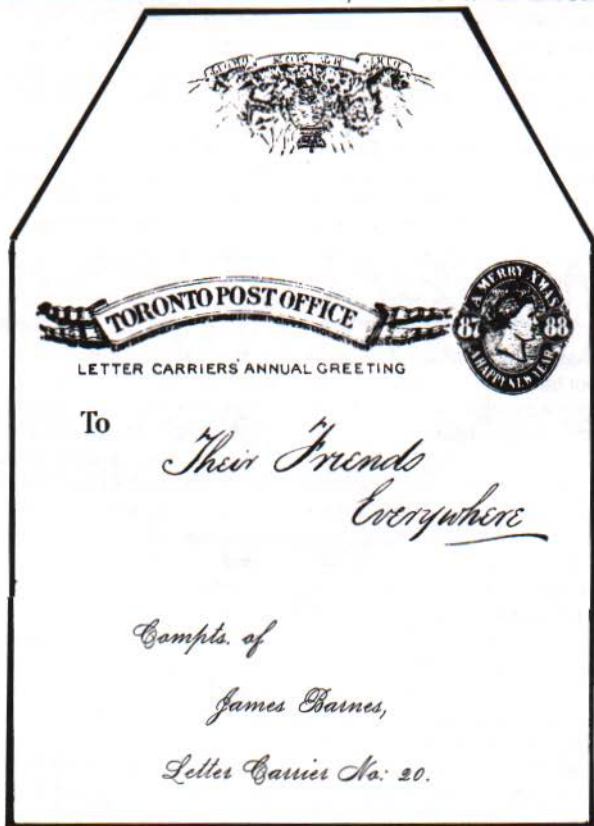 TORONTO POST OFFICE
A MERRY XMAS
87 88
A HAPPY NEW YEAR
LETTER CARRIERS' ANNUAL GREETING
To
Their Friends
Everywhere
Compts. of
James Barnes,
Letter Carrier No: 20.